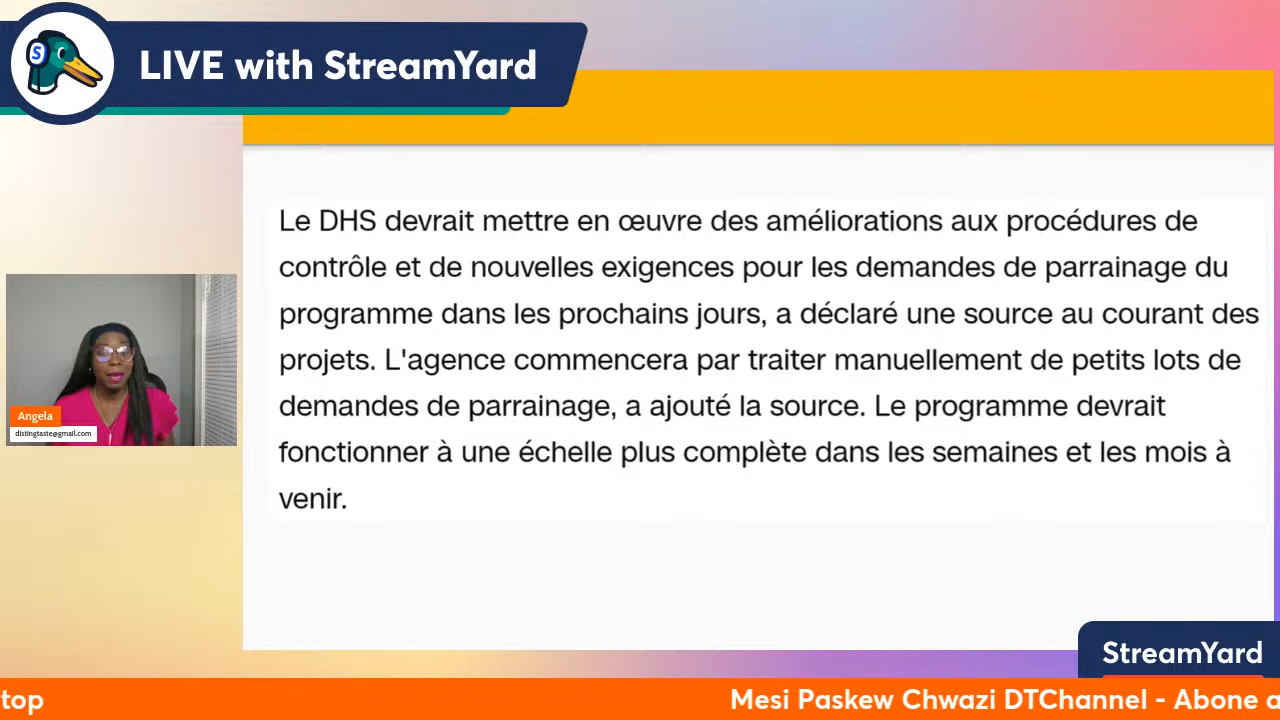 LIVE with StreamYard
Le DHS devrait mettre en œuvre des améliorations aux procédures de
contrôle et de nouvelles exigences pour les demandes de parrainage du
programme dans les prochains jours, a déclaré une source au courant des
projets. L'agence commencera par traiter manuellement de petits lots de
demandes de parrainage, a ajouté la source. Le programme devrait
fonctionner à une échelle plus complète dans les semaines et les mois à
venir.
Angela
distingtaste@gmail.com
StreamYard
top
Mesi Paskew Chwazi DTChannel - Abone